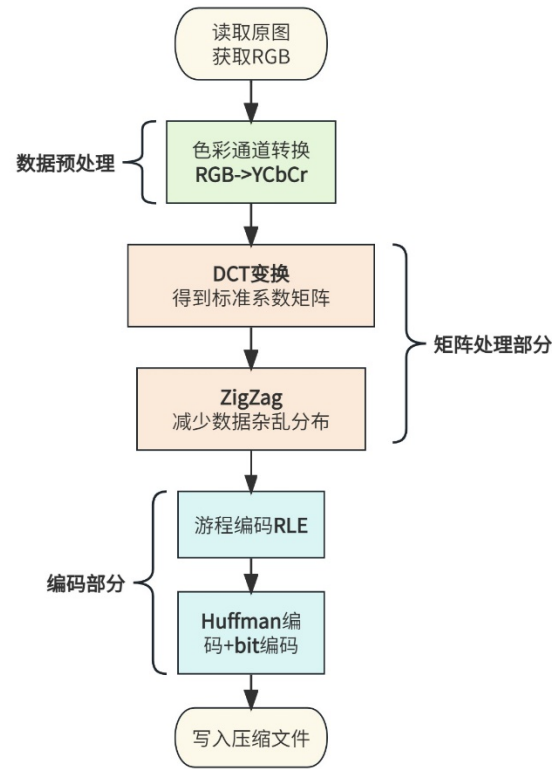 读取原图
获取RGB
数据预处理
色彩通道转换
RGB->YCbCr
DCT变换
得到标准系数矩阵
矩阵处理部分
ZigZag
减少数据杂乱分布
游程编码RLE
编码部分
Huffman编
码+bit编码
写入压缩文件